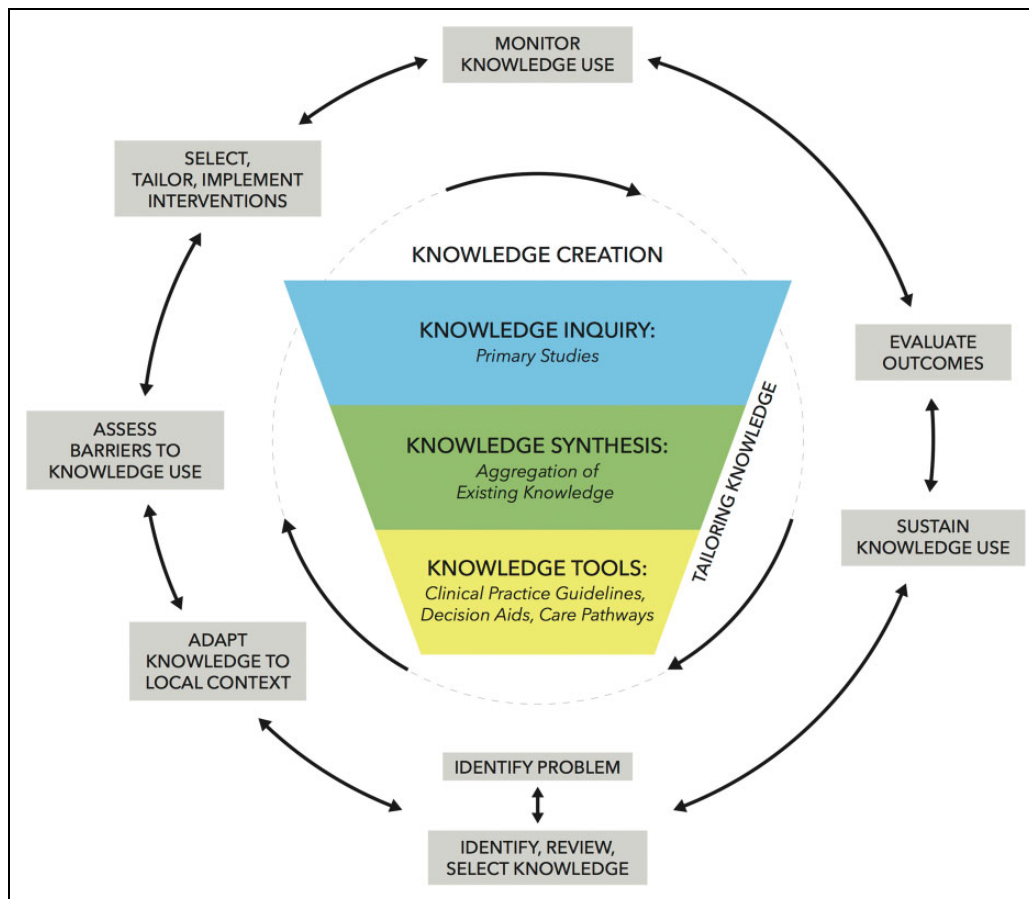 MONITOR
KNOWLEDGE USE
SELECT,
TAILOR, IMPLEMENT
INTERVENTIONS
KNOWLEDGE CREATION
KNOWLEDGE INQUIRY:
Primary Studies
EVALUATE
OUTCOMES
TAILORING KNOWLEDGE
ASSESS
BARRIERS TO
KNOWLEDGE USE
KNOWLEDGE SYNTHESIS:
Aggregation of
Existing Knowledge
SUSTAIN
KNOWLEDGE USE
KNOWLEDGE TOOLS:
Clinical Practice Guidelines,
Decision Aids, Care Pathways
ADAPT
KNOWLEDGE TO
LOCAL CONTEXT
IDENTIFY PROBLEM
IDENTIFY, REVIEW,
SELECT KNOWLEDGE